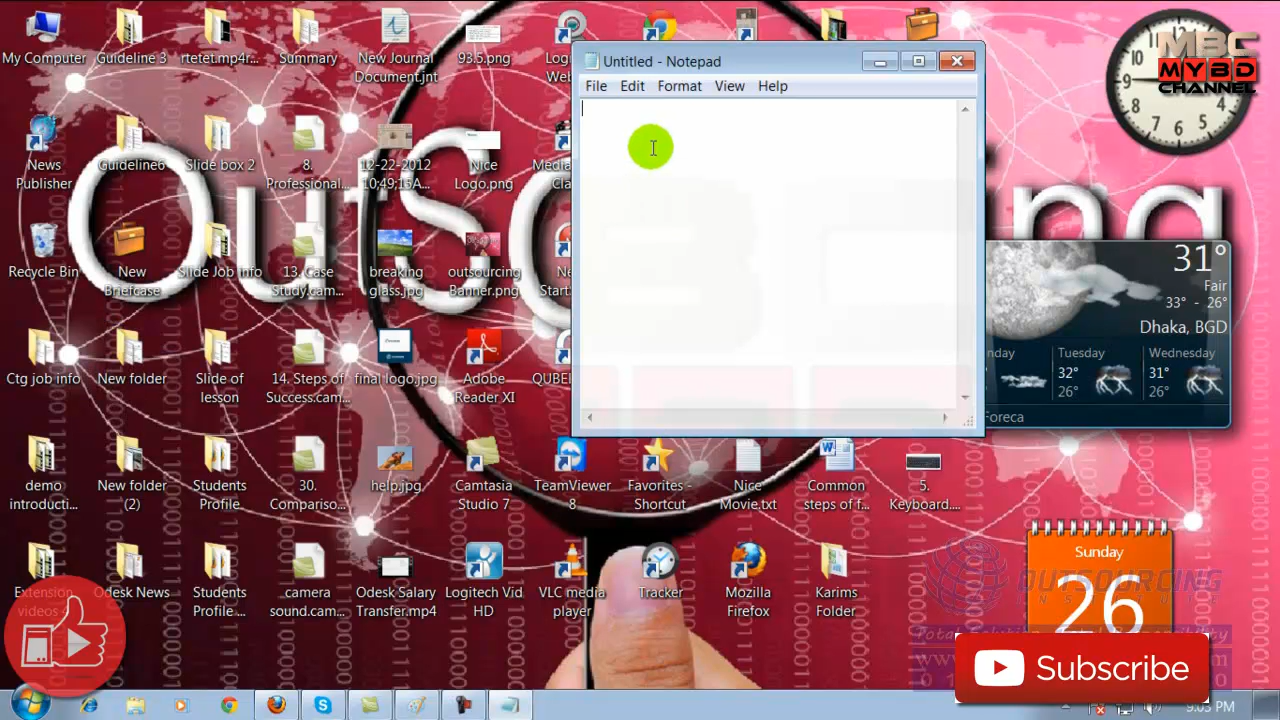 My Computer
Guideline 3
rtetet.mp4r...
Summary
New Journal
Document.jnt
93.5.png
Untitled - Notepad
File Edit Format View Help
MBC
MYBD
CHANNEL
News
Publisher
Guideline6
Slide box 2
8.
Professional...
12-22-2012
10;49;15A...
Nice
Logo.png
Recycle Bin
New
Briefcase
Slide Job info
13. Case
Study.cam...
breaking
glass.jpg
outsourcing
Banner.png
31°
Fair
33° - 26°
Dhaka, BGD
Tuesday
32°
26°
Wednesday
31°
26°
Foreca
Ctg job info
New folder
Slide of
lesson
14. Steps of
Success.cam...
final logo.jpg
Adobe
Reader XI
demo
introducti...
New folder
(2)
Students
Profile
30.
Compariso...
help.jpg
Camtasia
Studio 7
TeamViewer
8
Favorites -
Shortcut
Nice
Movie.txt
Common
steps of f...
5.
Keyboard....
Odesk News
Students
Profile ...
camera
sound.cam...
Odesk Salary
Transfer.mp4
Logitech Vid
HD
VLC media
player
Tracker
Mozilla
Firefox
Karims
Folder
Sunday
26
OUTSOURCING
Subscribe
9:03 PM